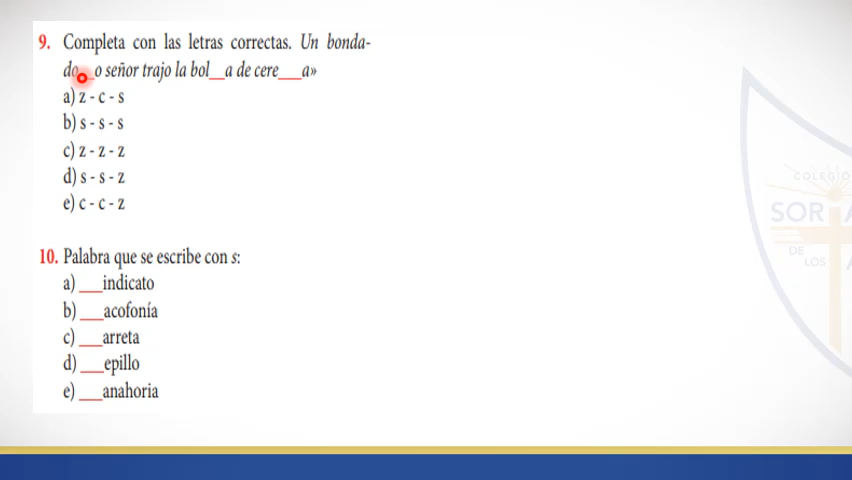 9. Completa con las letras correctas. Un bonda-
do__o señor trajo la bol__a de cere___a»
a) z - c - s
b) s - s - s
c) z - z - z
d) s - s - z
e) c - c - z
10. Palabra que se escribe con s:
a) ___indicato
b) ___acofonía
c) ___arreta
d) ___epillo
e) ___anahoria
COLEGIO
SOR
DE
LOS